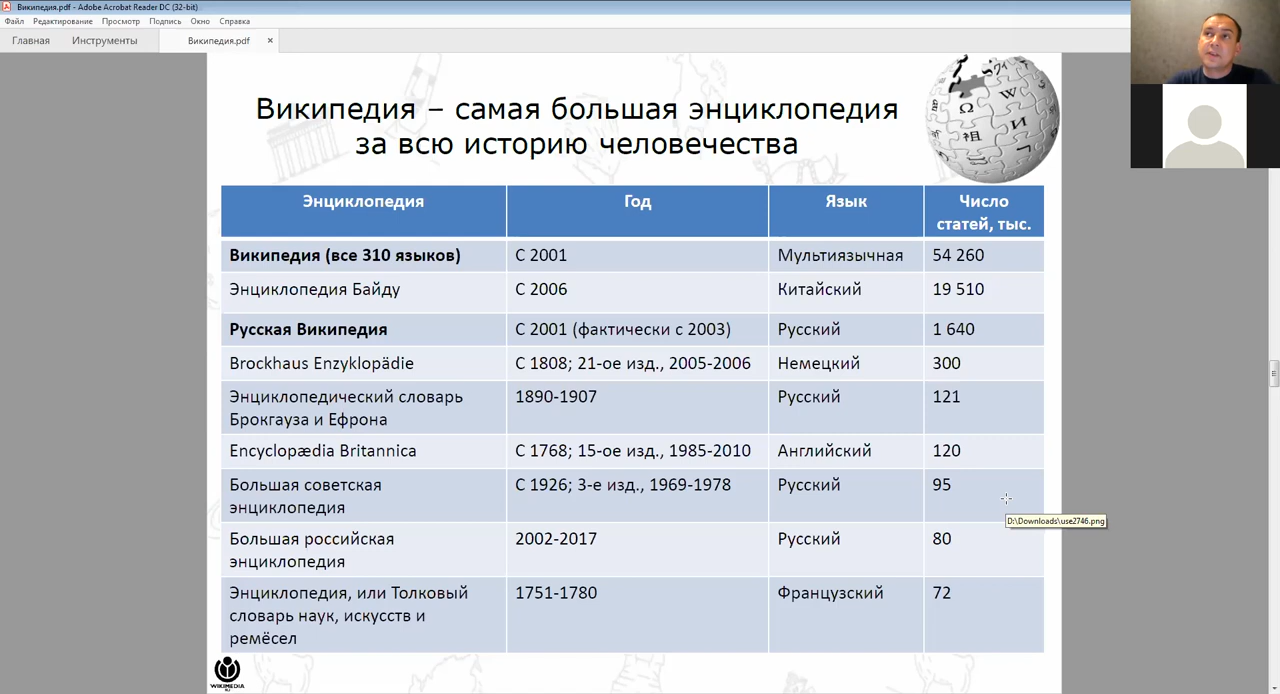 Википедия.pdf - Adobe Acrobat Reader DC (32-bit)
Файл Редактирование Просмотр Подпись Окно Справка
Главная Инструменты Википедия.pdf ×
Википедия – самая большая энциклопедия
за всю историю человечества
Энциклопедия Год Язык Число
статей, тыс.
Википедия (все 310 языков) С 2001 Мультиязычная 54 260
Энциклопедия Байду С 2006 Китайский 19 510
Русская Википедия С 2001 (фактически с 2003) Русский 1 640
Brockhaus Enzyklopädie С 1808; 21-ое изд., 2005-2006 Немецкий 300
Энциклопедический словарь 1890-1907 Русский 121
Брокгауза и Ефрона
Encyclopædia Britannica С 1768; 15-ое изд., 1985-2010 Английский 120
Большая советская С 1926; 3-е изд., 1969-1978 Русский 95
энциклопедия
D:\Downloads\use2746.png
Большая российская 2002-2017 Русский 80
энциклопедия
Энциклопедия, или Толковый 1751-1780 Французский 72
словарь наук, искусств и
ремёсел
WIKIMEDIA
RU